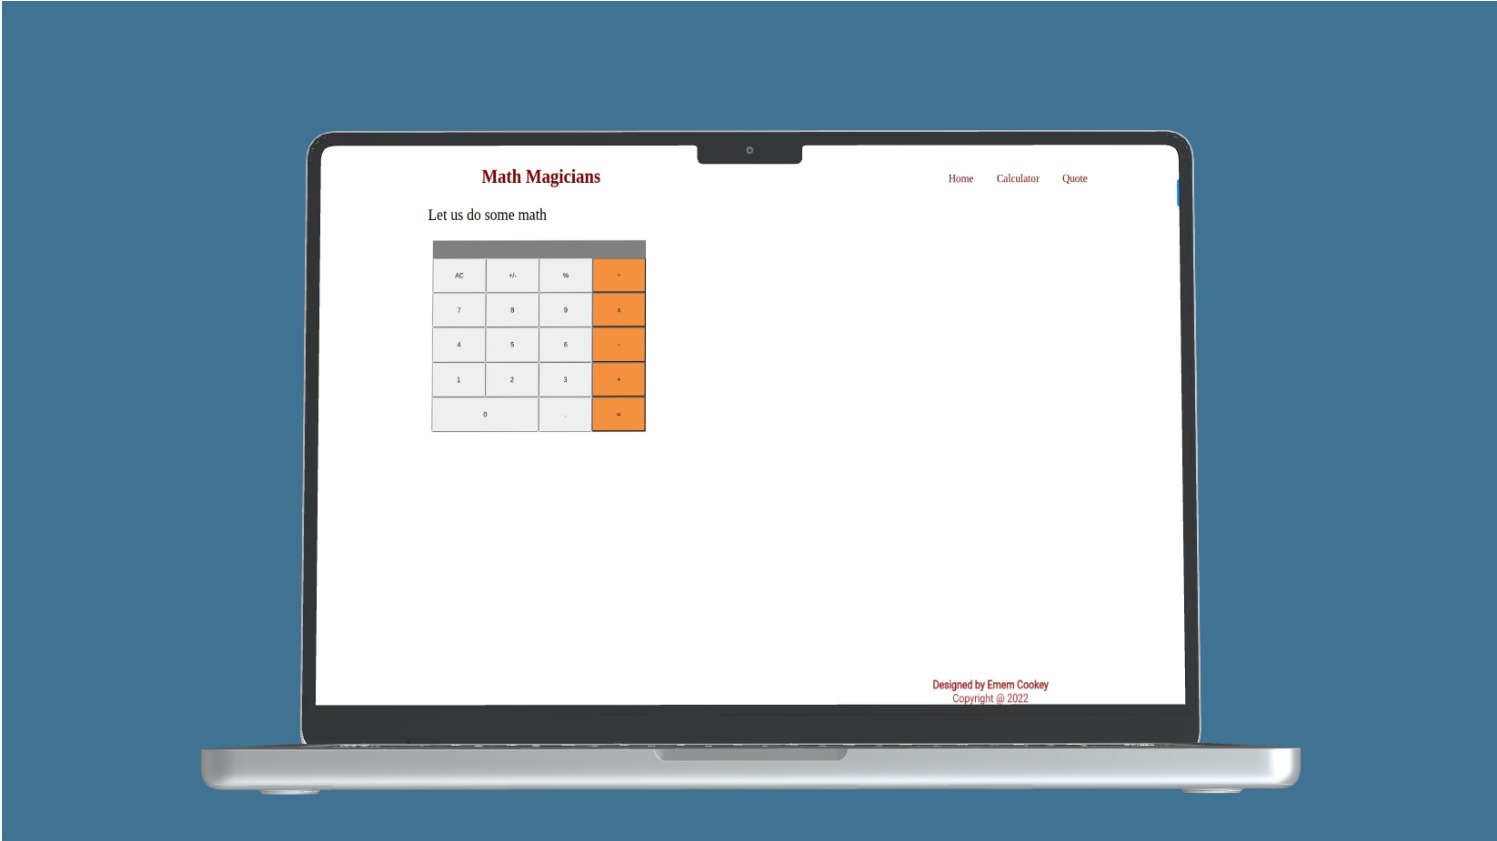 Math Magicians
Home Calculator Quote
Let us do some math
AC +/- % ÷
7 8 9 x
4 5 6 -
1 2 3 +
0 . =
Designed by Emem Cookey
Copyright @ 2022